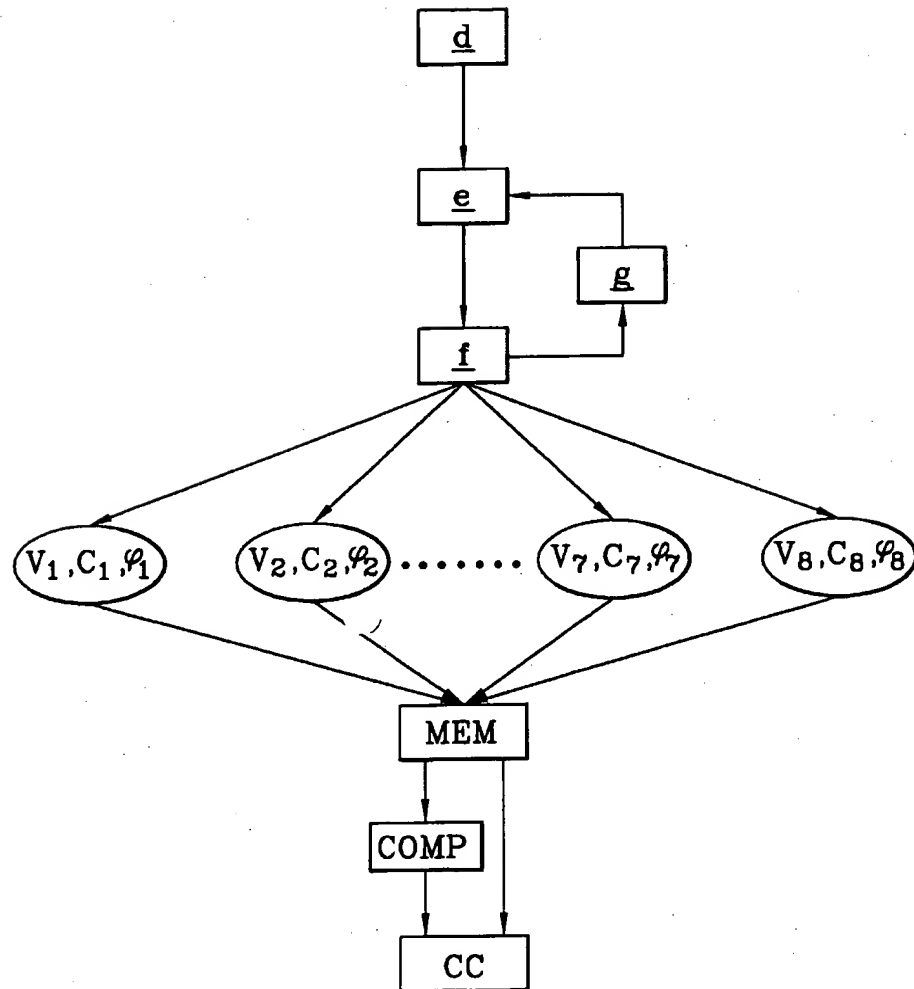 d
e
g
f
V₁,C₁,φ₁ V₂,C₂,φ₂ ....... V₇,C₇,φ₇ V₈,C₈,φ₈
MEM
COMP
CC